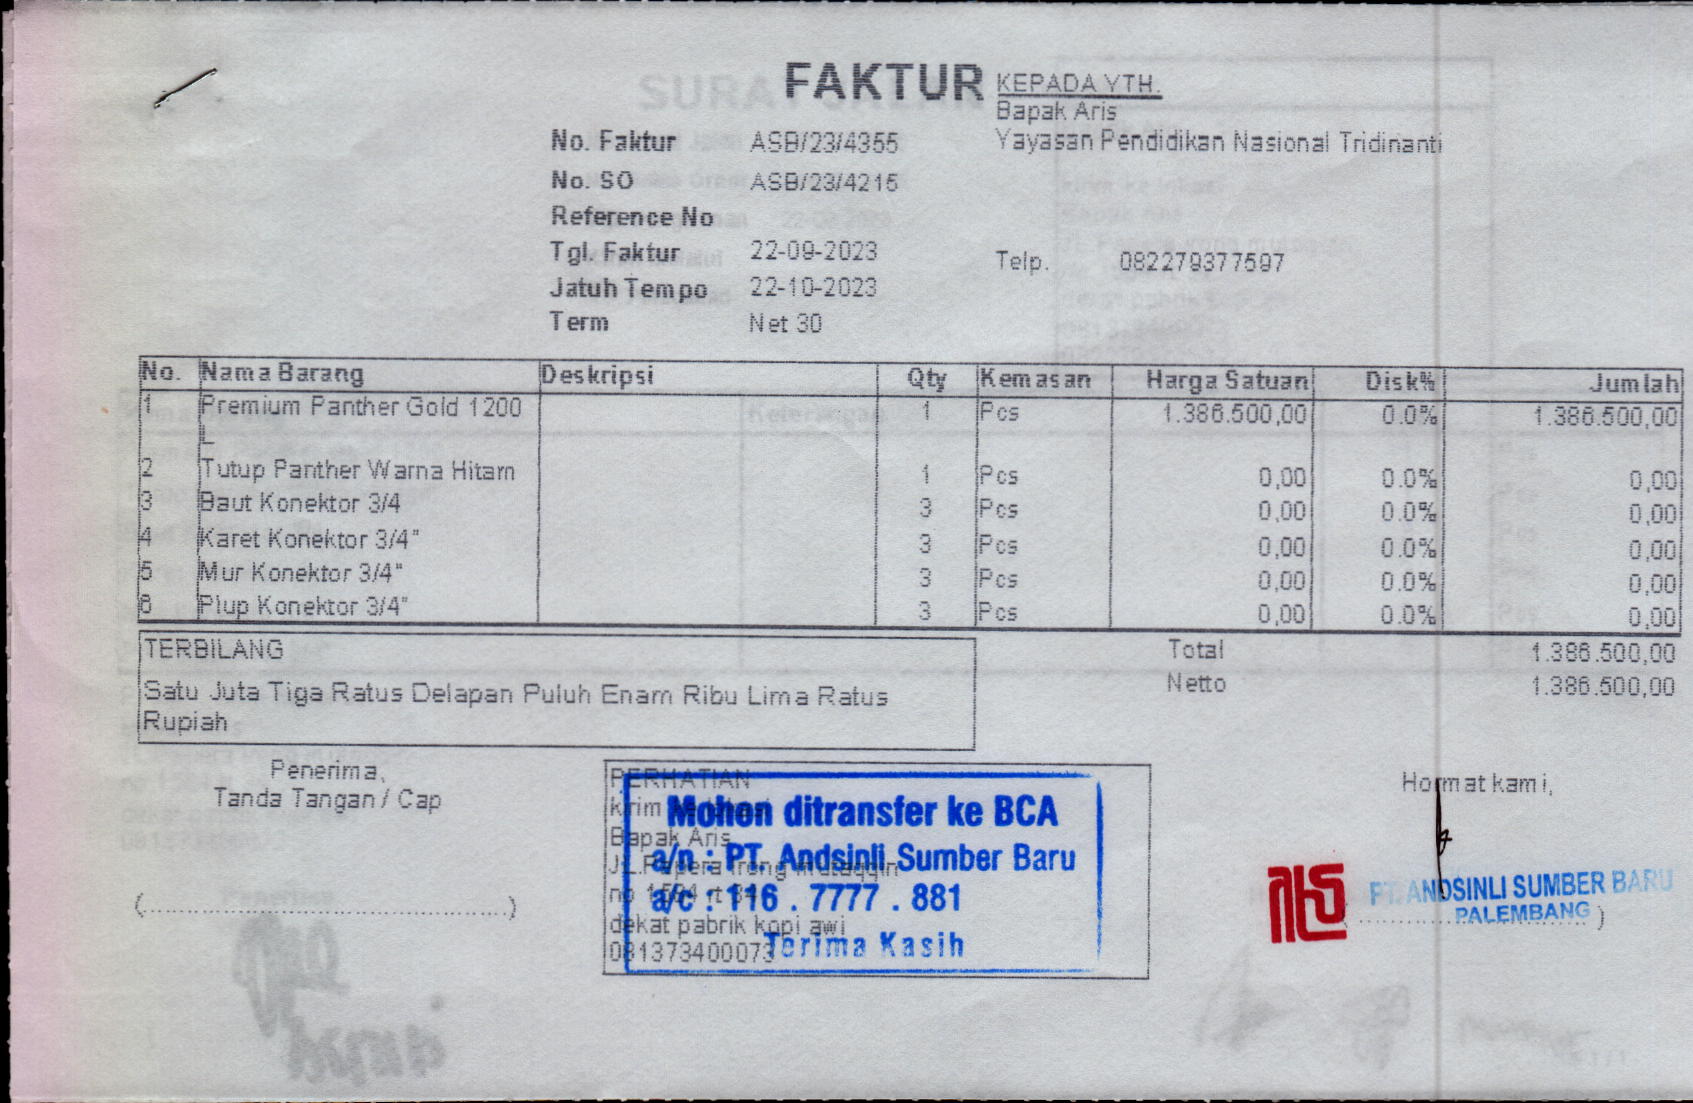 FAKTUR
KEPADA YTH.
Bapak Aris
Yayasan Pendidikan Nasional Tridinanti
Telp. 082279377597
No. Faktur ASB/23/4355
No. SO ASB/23/4215
Reference No
Tgl. Faktur 22-09-2023
Jatuh Tempo 22-10-2023
Term Net 30
No. Nama Barang Deskripsi Qty Kemasan Harga Satuan Disk% Jumlah
1 Premium Panther Gold 1200 1 Pcs 1.386.500,00 0.0% 1.386.500,00
L
2 Tutup Panther Warna Hitam 1 Pcs 0,00 0.0% 0,00
3 Baut Konektor 3/4 3 Pcs 0,00 0.0% 0,00
4 Karet Konektor 3/4" 3 Pcs 0,00 0.0% 0,00
5 Mur Konektor 3/4" 3 Pcs 0,00 0.0% 0,00
6 Plup Konektor 3/4" 3 Pcs 0,00 0.0% 0,00
TERBILANG
Satu Juta Tiga Ratus Delapan Puluh Enam Ribu Lima Ratus
Rupiah
Total 1.386.500,00
Netto 1.386.500,00
Penerima,
Tanda Tangan / Cap
(........................................)
PERHATIAN
Kirim
Bapak Aris
dekat pabrik kopi awi
081373400073
Mohon ditransfer ke BCA
a/n : PT. Andsinli Sumber Baru
a/c : 116 . 7777 . 881
Terima Kasih
Hormat kami,
PT. ANDSINLI SUMBER BARU
PALEMBANG